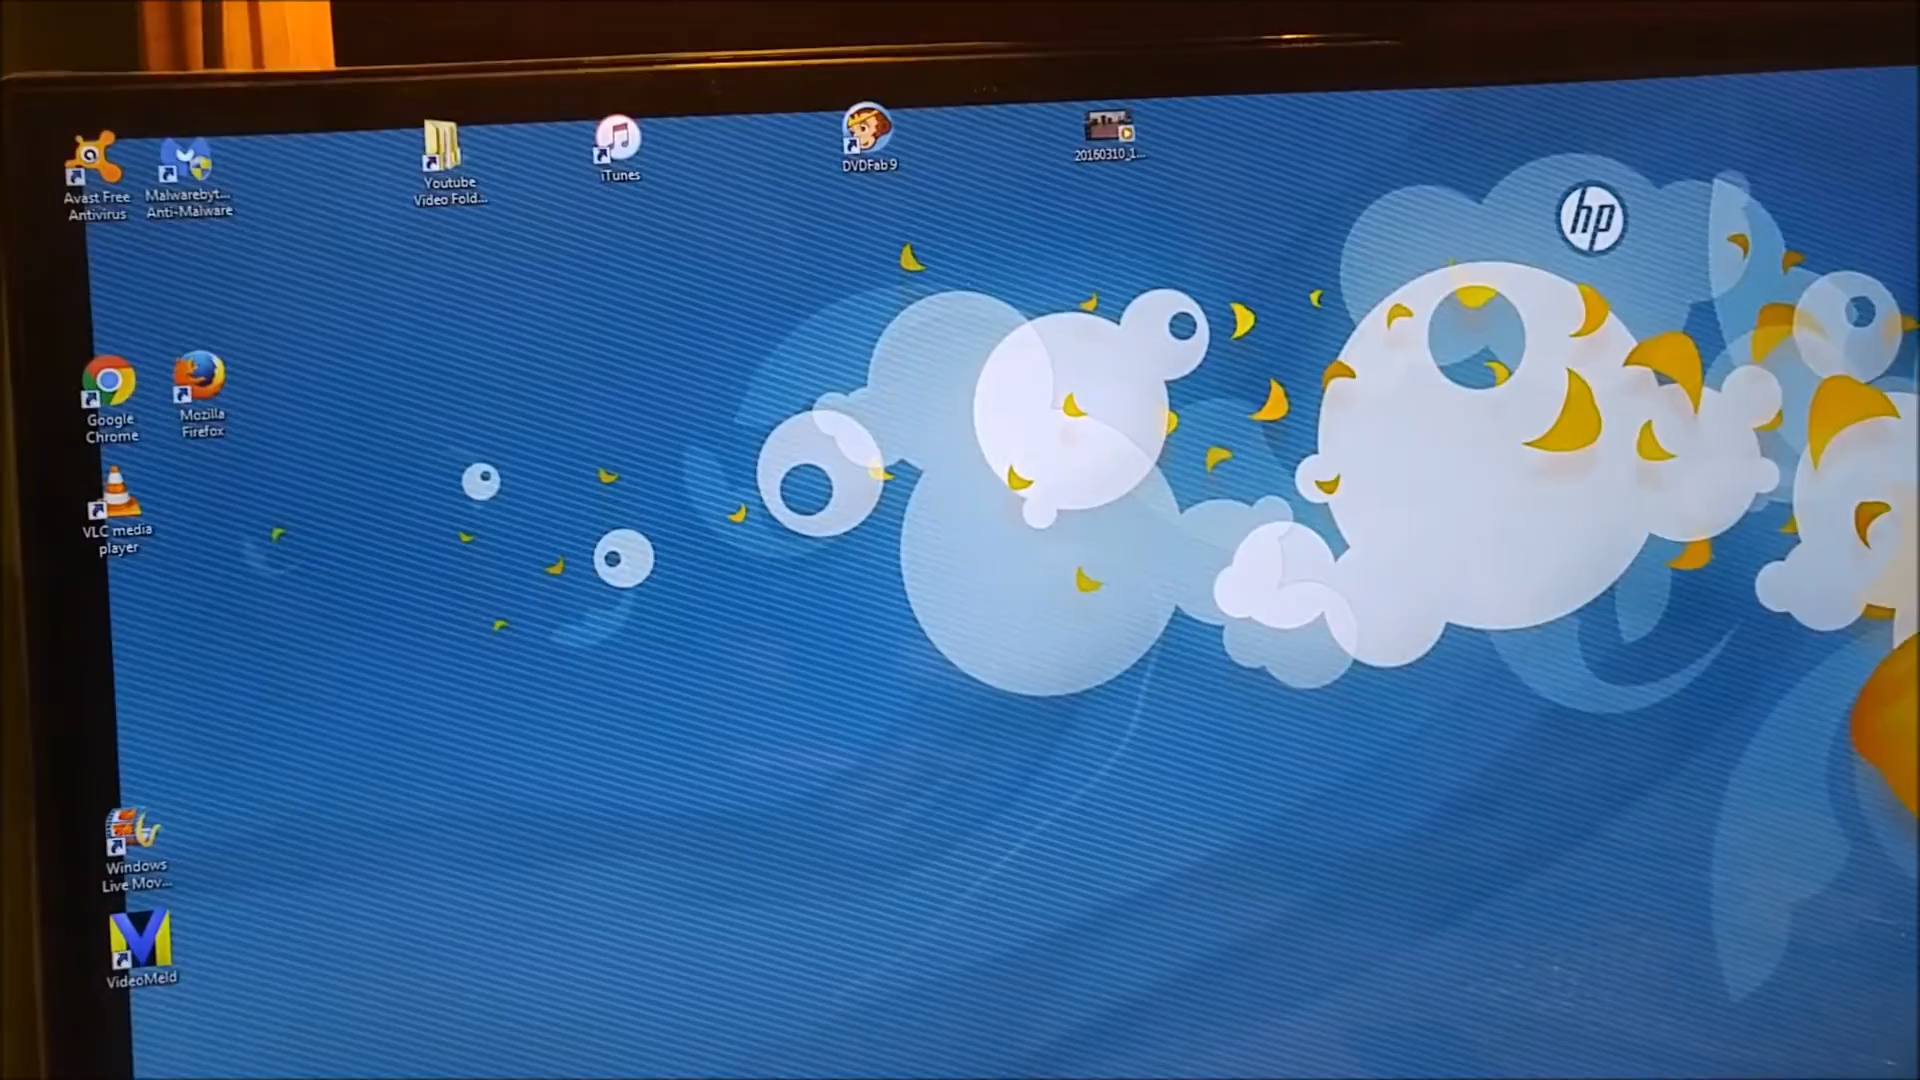 Avast Free
Antivirus
Malwarebyt...
Anti-Malware
Youtube
Video Fold...
iTunes
DVDFab 9
20160310_1...
hp
Google
Chrome
Mozilla
Firefox
VLC media
player
Windows
Live Mov...
VideoMeld